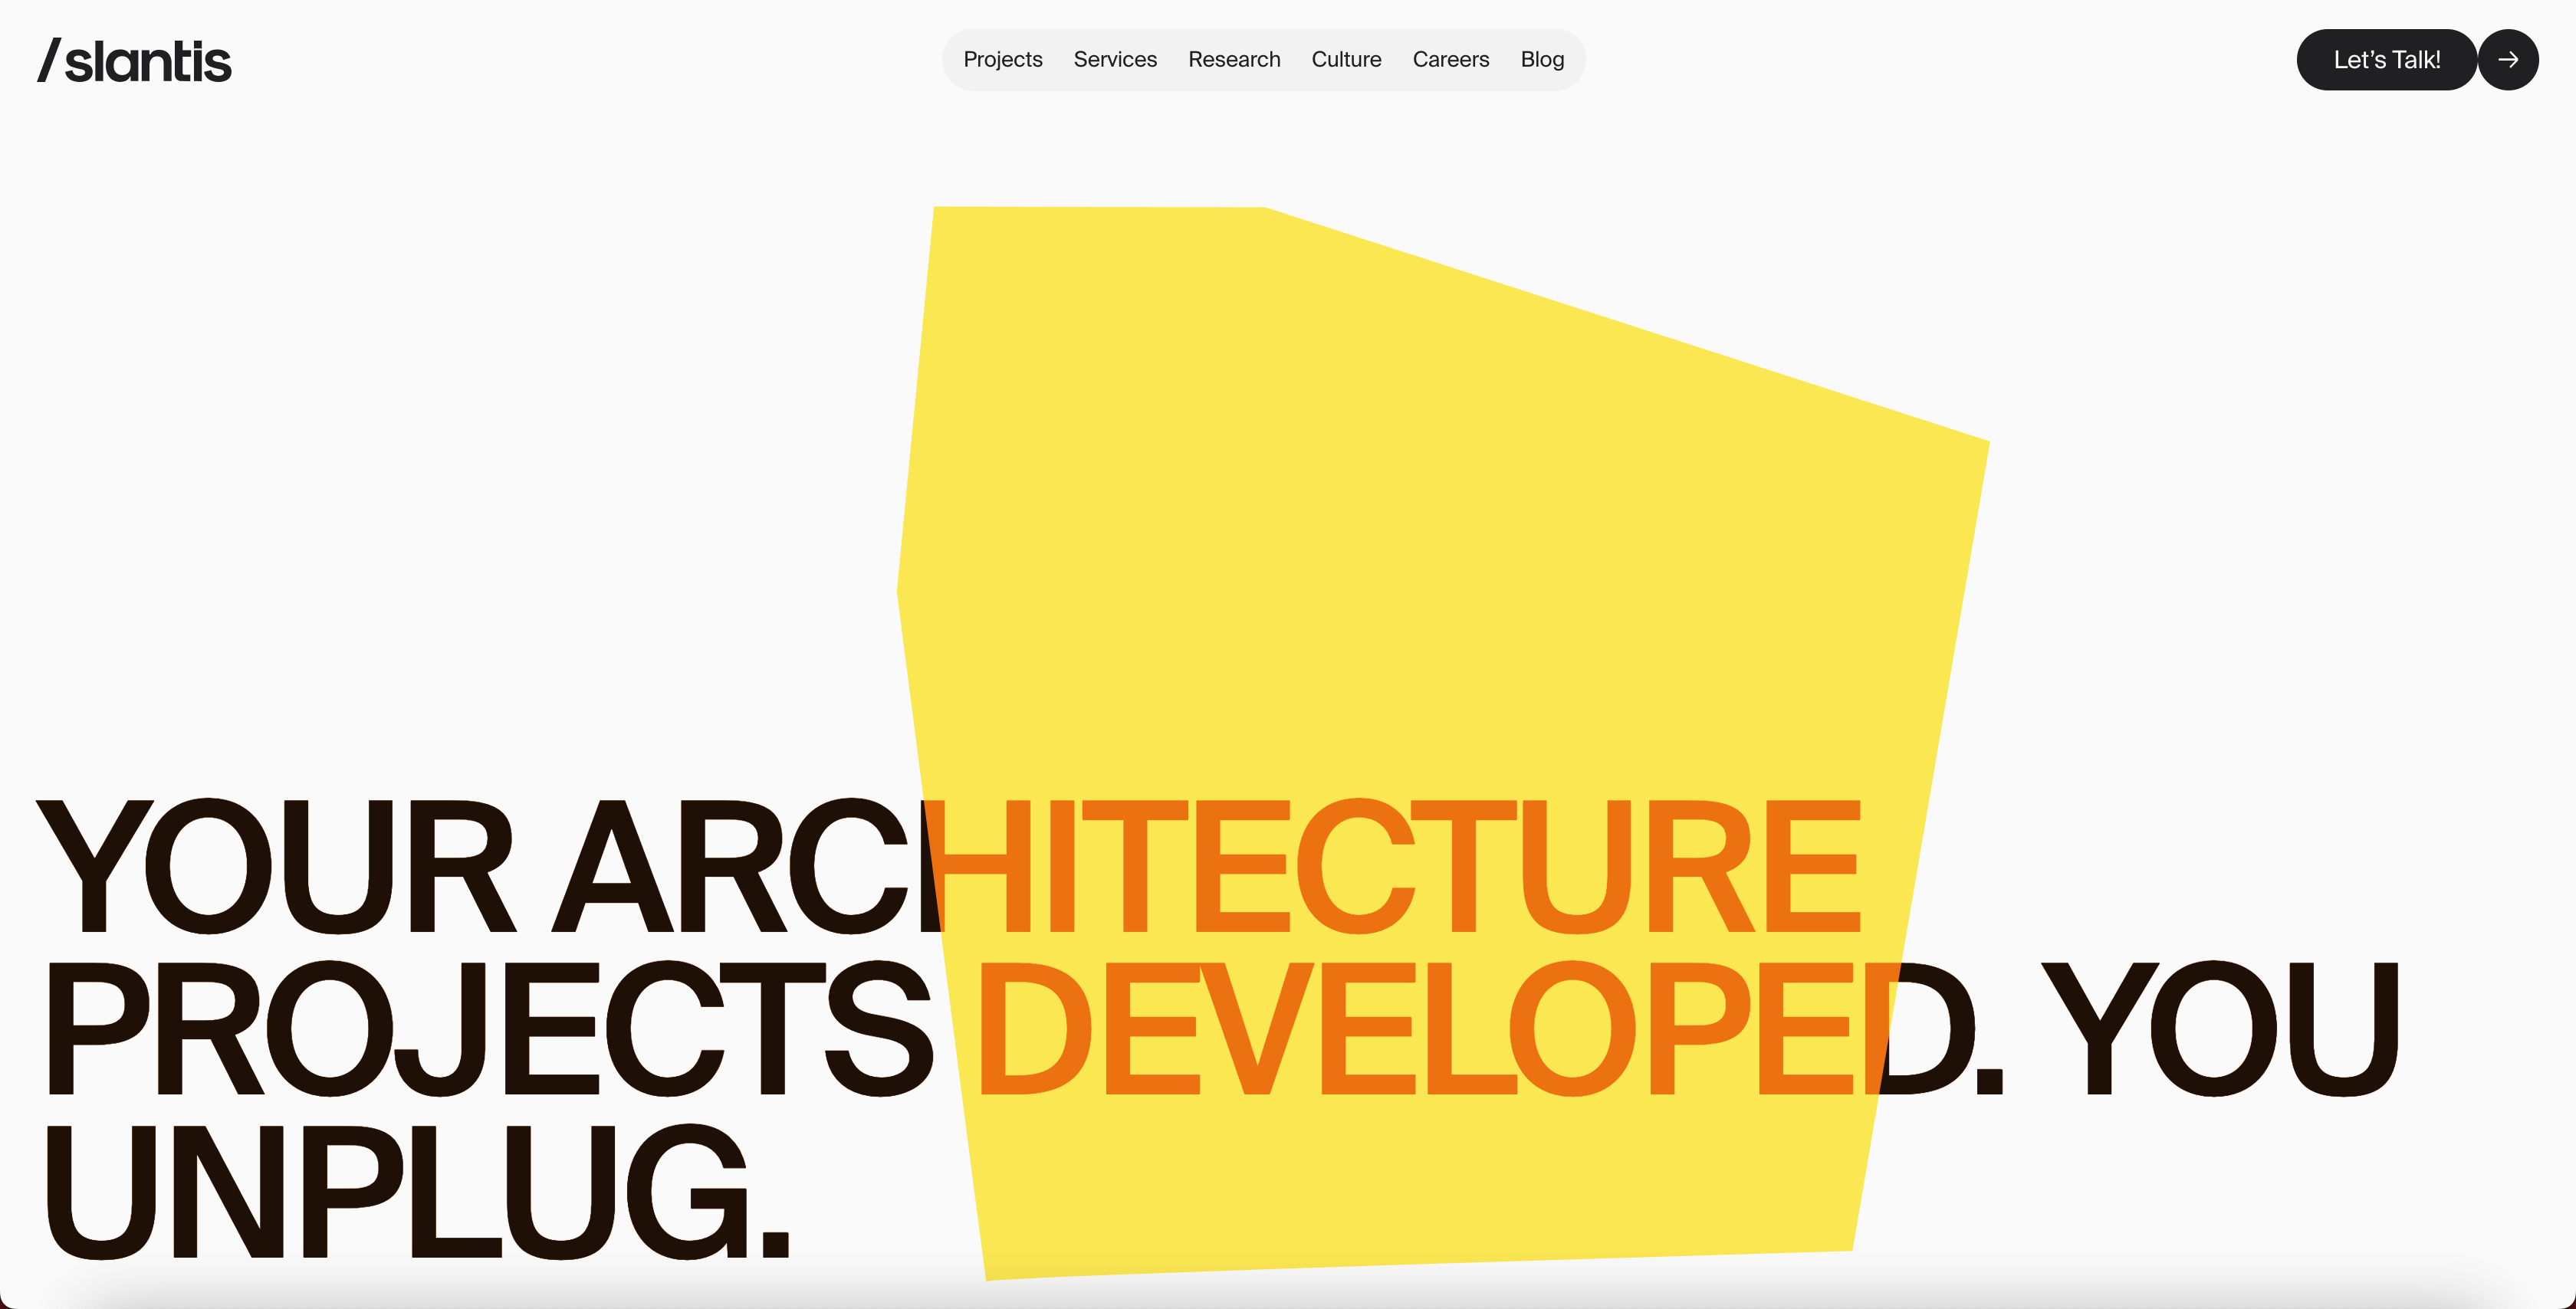 /slantis
Projects Services Research Culture Careers Blog
Let’s Talk! →
YOUR ARCHITECTURE
PROJECTS DEVELOPED. YOU
UNPLUG.